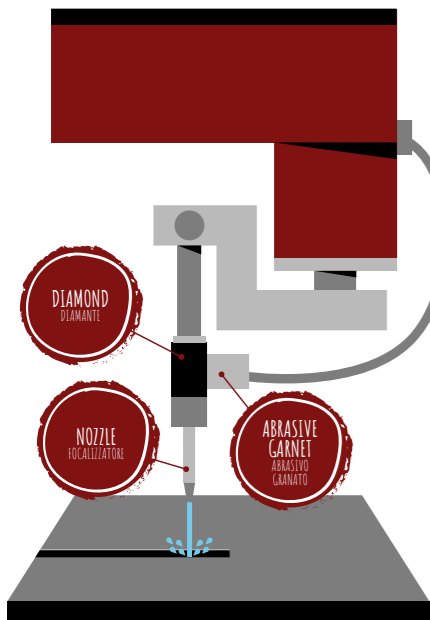 DIAMOND
DIAMANTE
NOZZLE
FOCALIZZATORE
ABRASIVE
GARNET
ABRASIVO
GRANATO